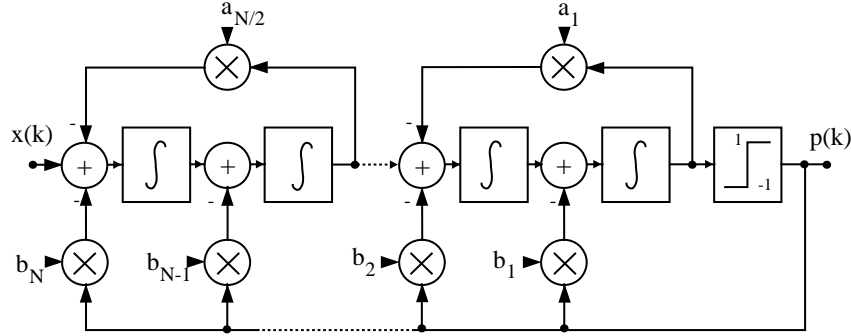 a_{N/2}
a_1
x(k)
p(k)
-
-
+
+
+
+
1
-1
-
-
-
-
b_N
b_{N-1}
b_2
b_1